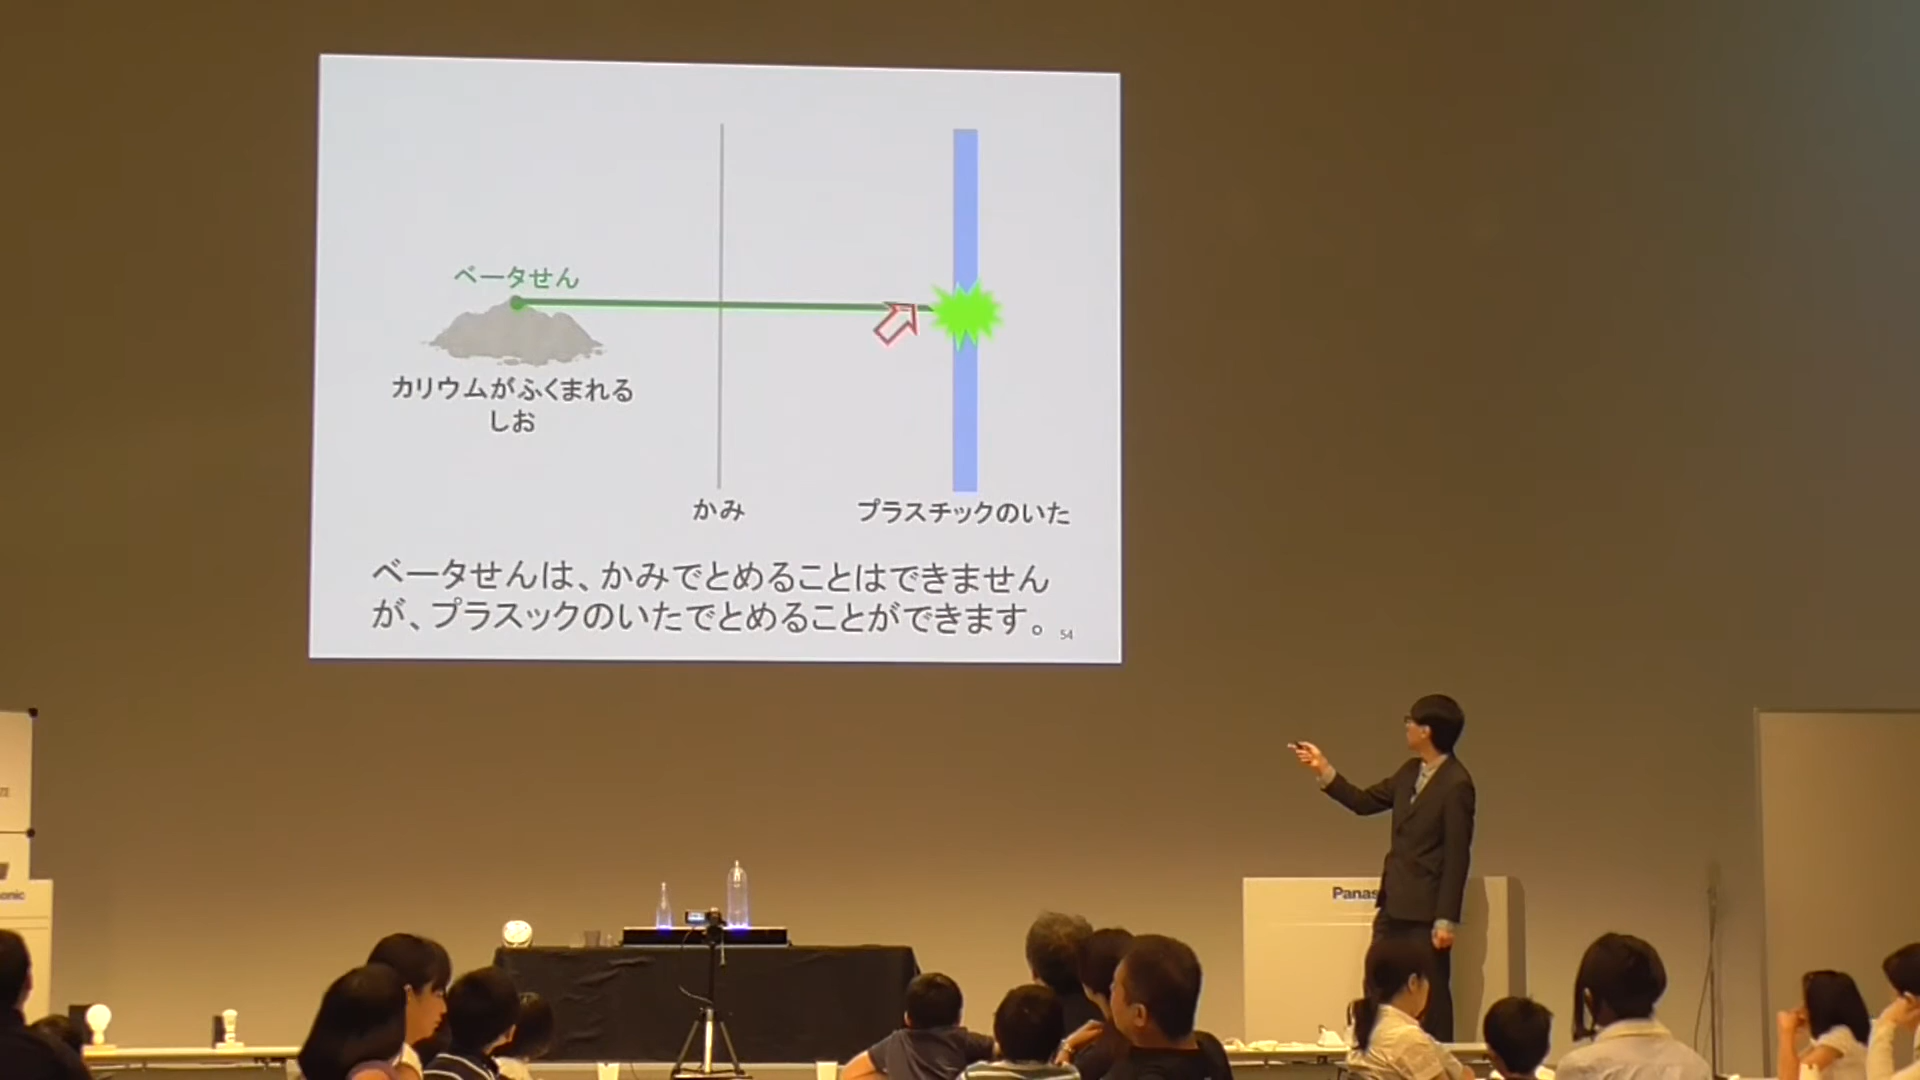 ベータせん
カリウムがふくまれる
しお
かみ
プラスチックのいた
ベータせんは、かみでとめることはできません
が、プラスックのいたでとめることができます。
54
Panas
onic